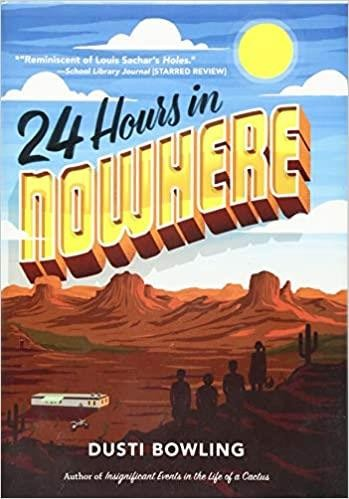 *"Reminiscent of Louis Sachar's Holes."
—School Library Journal (STARRED REVIEW)
24 Hours in
NOWHERE
DUSTI BOWLING
Author of Insignificant Events in the Life of a Cactus